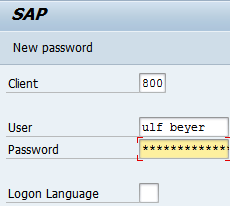 SAP
New password
Client 800
User ulf beyer
Password *************
Logon Language